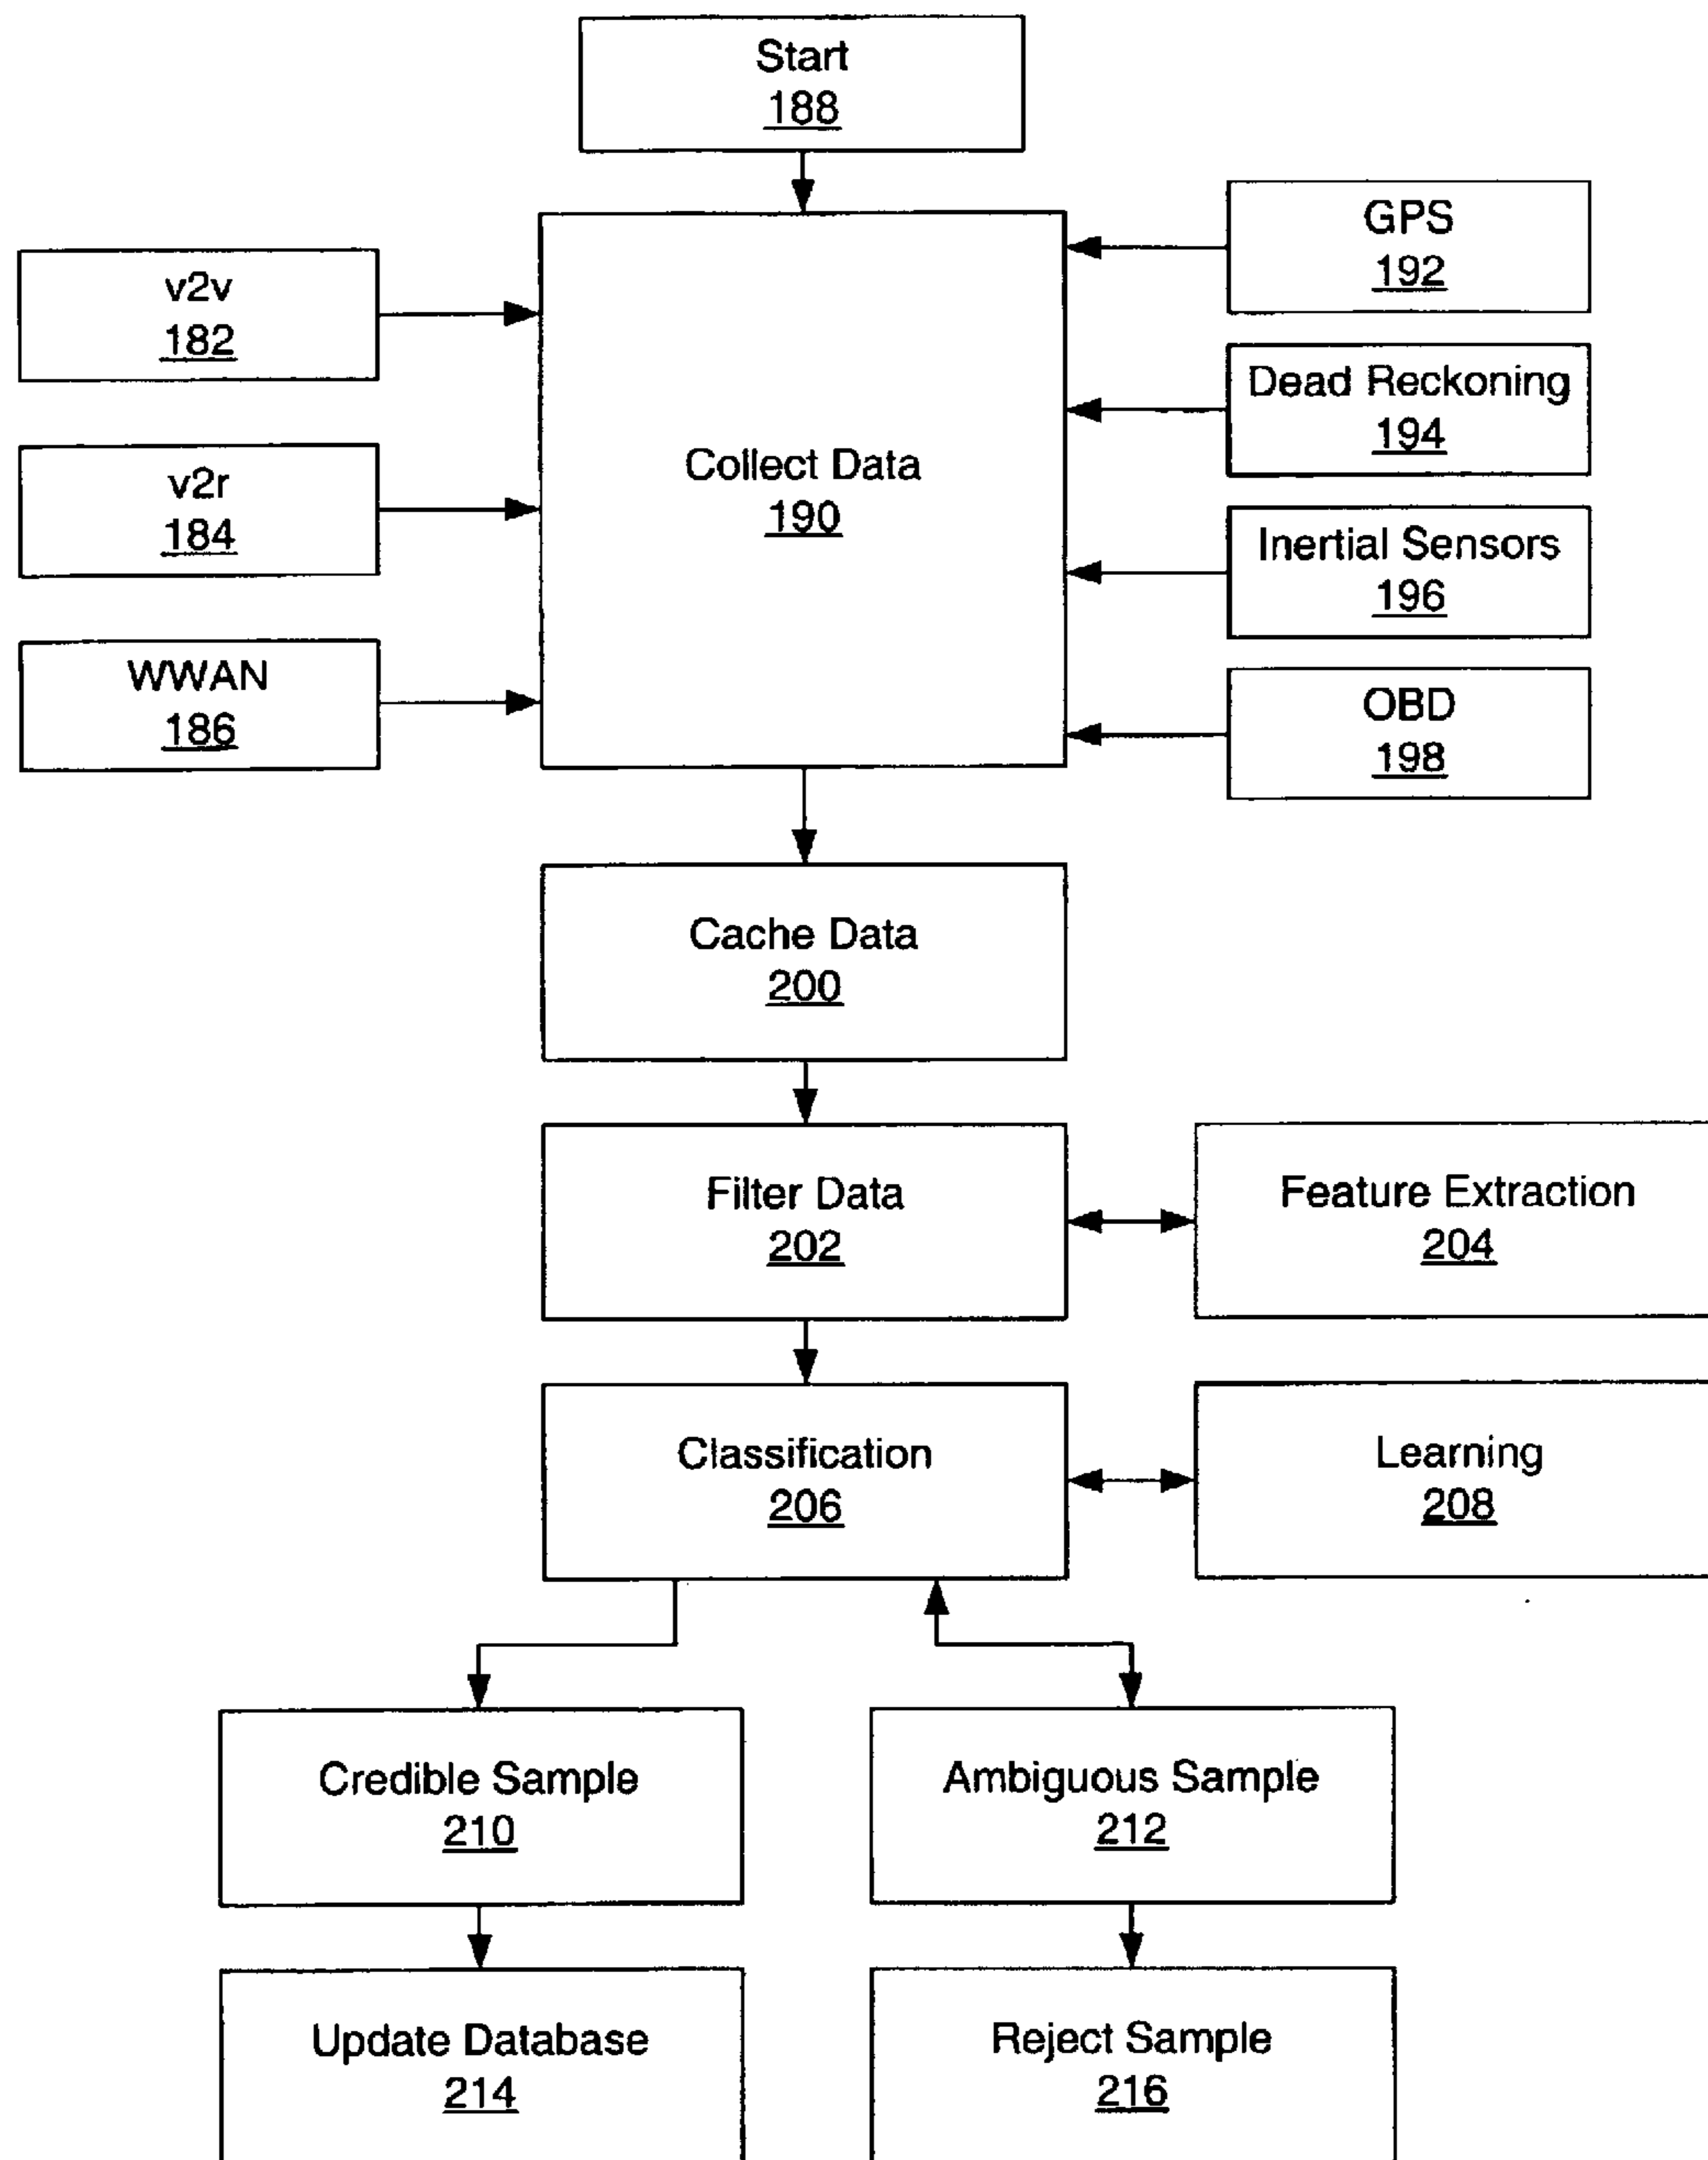 Start
188
GPS
192
v2v
182
Dead Reckoning
194
Collect Data
190
v2r
184
Inertial Sensors
196
WWAN
186
OBD
198
Cache Data
200
Filter Data
202
Feature Extraction
204
Classification
206
Learning
208
Credible Sample
210
Ambiguous Sample
212
Update Database
214
Reject Sample
216